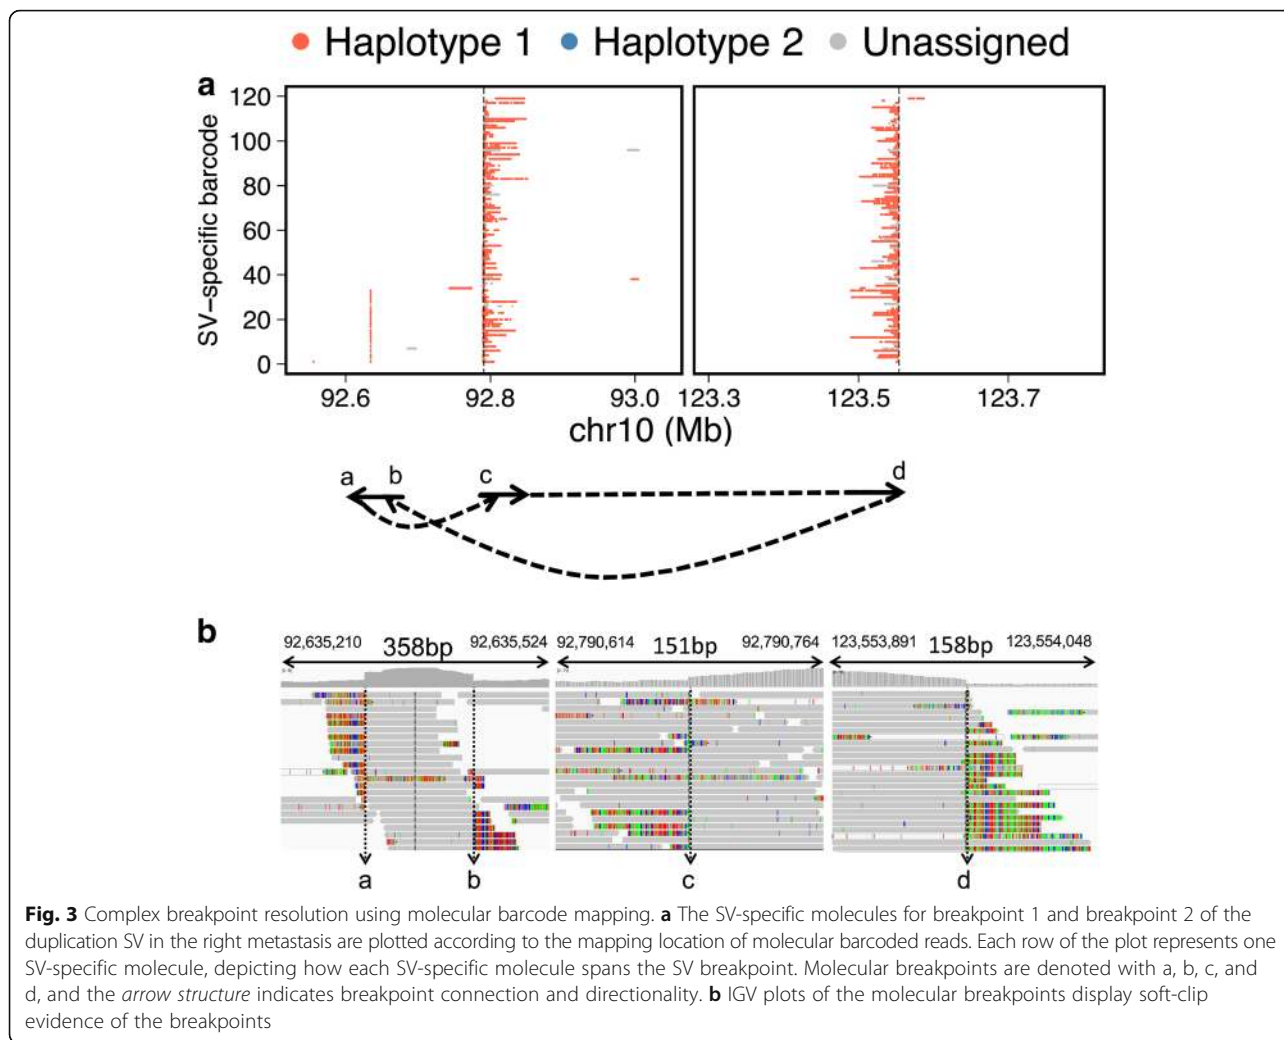 Haplotype 1 Haplotype 2 Unassigned
a
SV−specific barcode
120
100
80
60
40
20
0
92.6 92.8 93.0 123.3 123.5 123.7
chr10 (Mb)
a b c d
b
92,635,210 358bp 92,635,524 92,790,614 151bp 92,790,764 123,553,891 158bp 123,554,048
a b c d
Fig. 3 Complex breakpoint resolution using molecular barcode mapping. a The SV-specific molecules for breakpoint 1 and breakpoint 2 of the
duplication SV in the right metastasis are plotted according to the mapping location of molecular barcoded reads. Each row of the plot represents one
SV-specific molecule, depicting how each SV-specific molecule spans the SV breakpoint. Molecular breakpoints are denoted with a, b, c, and
d, and the arrow structure indicates breakpoint connection and directionality. b IGV plots of the molecular breakpoints display soft-clip
evidence of the breakpoints